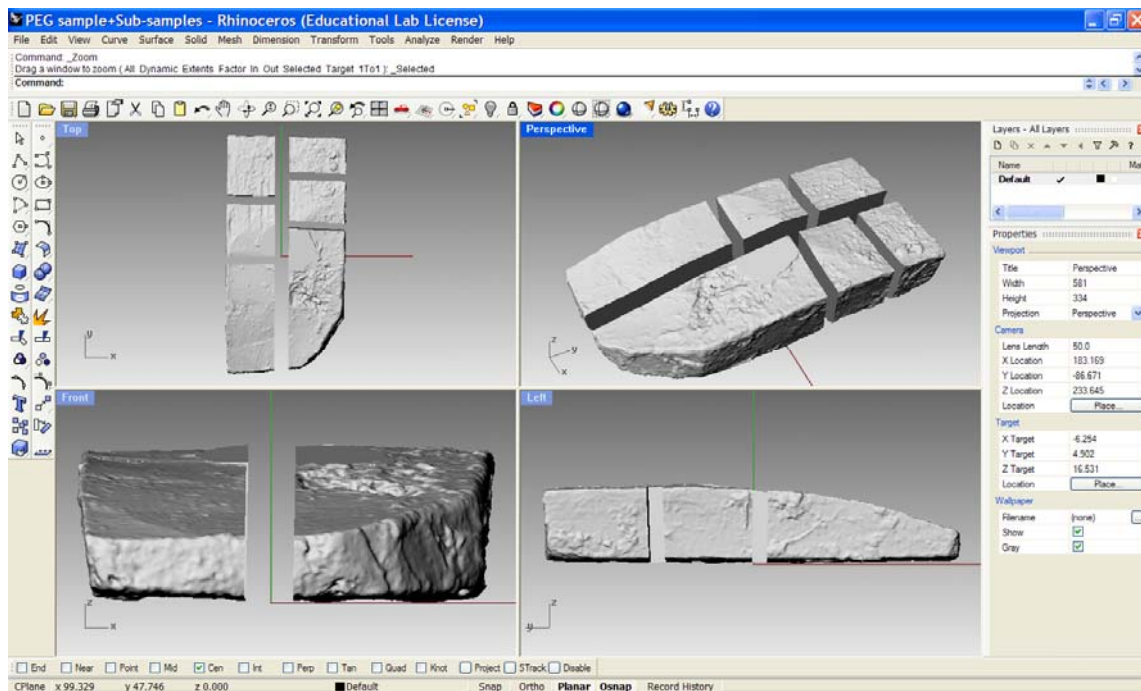 PEG sample+Sub-samples - Rhinoceros (Educational Lab License)
File Edit View Curve Surface Solid Mesh Dimension Transform Tools Analyze Render Help
Command: _Zoom
Drag a window to zoom ( All Dynamic Extents Factor In Out Selected Target 1To1 ): _Selected
Command:
Top
Perspective
Layers - All Layers
Name Ma
Default
Properties
Viewport
Title Perspective
Width 581
Height 334
Projection Perspective
Camera
Lens Length 50.0
X Location 183.169
Y Location -86.671
Z Location 233.645
Location Place...
Target
X Target -6.254
Y Target 4.902
Z Target 16.531
Location Place...
Wallpaper
Filename (none) ...
Show
Gray
y
x
z
y
x
Front
Left
z
x
z
y
End Near Point Mid Cen Int Perp Tan Quad Knot Project STrack Disable
CPlane x 99.329 y 47.746 z 0.000 Default Snap Ortho Planar Osnap Record History